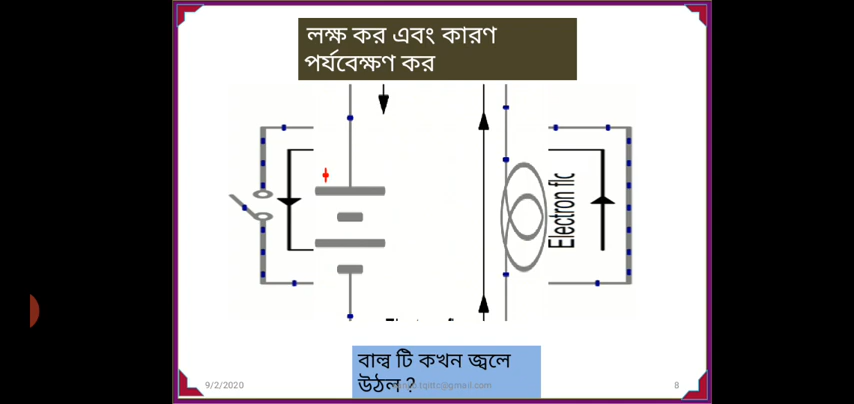 লক্ষ কর এবং কারণ
পর্যবেক্ষণ কর
Electron flc
বাল্ব টি কখন জ্বলে
উঠল ?
9/2/2020
8